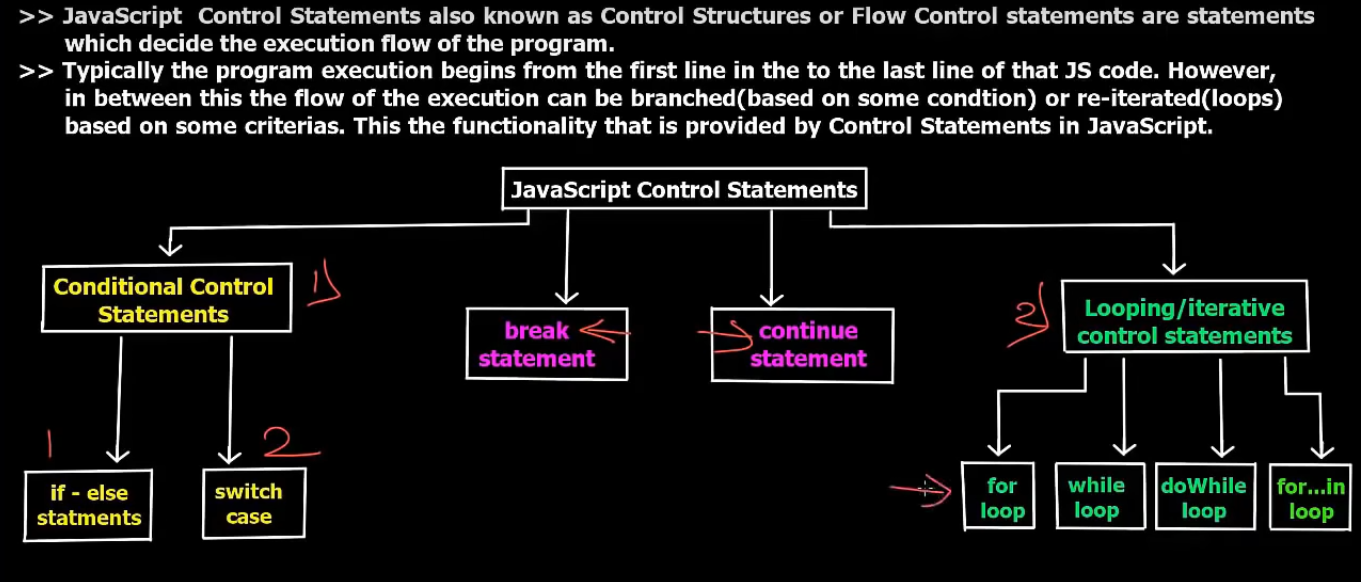 >> JavaScript Control Statements also known as Control Structures or Flow Control statements are statements
which decide the execution flow of the program.
>> Typically the program execution begins from the first line in the to the last line of that JS code. However,
in between this the flow of the execution can be branched(based on some condtion) or re-iterated(loops)
based on some criterias. This the functionality that is provided by Control Statements in JavaScript.
JavaScript Control Statements
Conditional Control
Statements
1)
break
statement
continue
statement
2)
Looping/iterative
control statements
1
if - else
statments
2
switch
case
for
loop
while
loop
doWhile
loop
for...in
loop